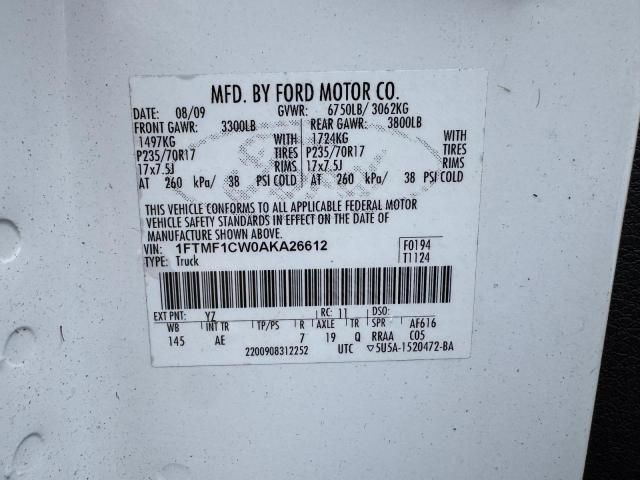 MFD. BY FORD MOTOR CO.
DATE: 08/09 GVWR: 6750LB/ 3062KG
FRONT GAWR: 3300LB REAR GAWR: 3800LB
1497KG WITH 1724KG WITH
P235/70R17 TIRES P235/70R17 TIRES
17x7.5J RIMS 17x7.5J RIMS
AT 260 kPa/ 38 PSI COLD AT 260 kPa/ 38 PSI COLD
THIS VEHICLE CONFORMS TO ALL APPLICABLE FEDERAL MOTOR
VEHICLE SAFETY STANDARDS IN EFFECT ON THE DATE OF
MANUFACTURE SHOWN ABOVE.
VIN: 1FTMF1CW0AKA26612 F0194
TYPE: Truck T1124
EXT PNT: YZ RC: 11 DSO:
WB INT TR TP/PS R AXLE TR SPR AF616
145 AE 7 19 Q RRAA C05
2200908312252 UTC ▽5U5A-1520472-BA